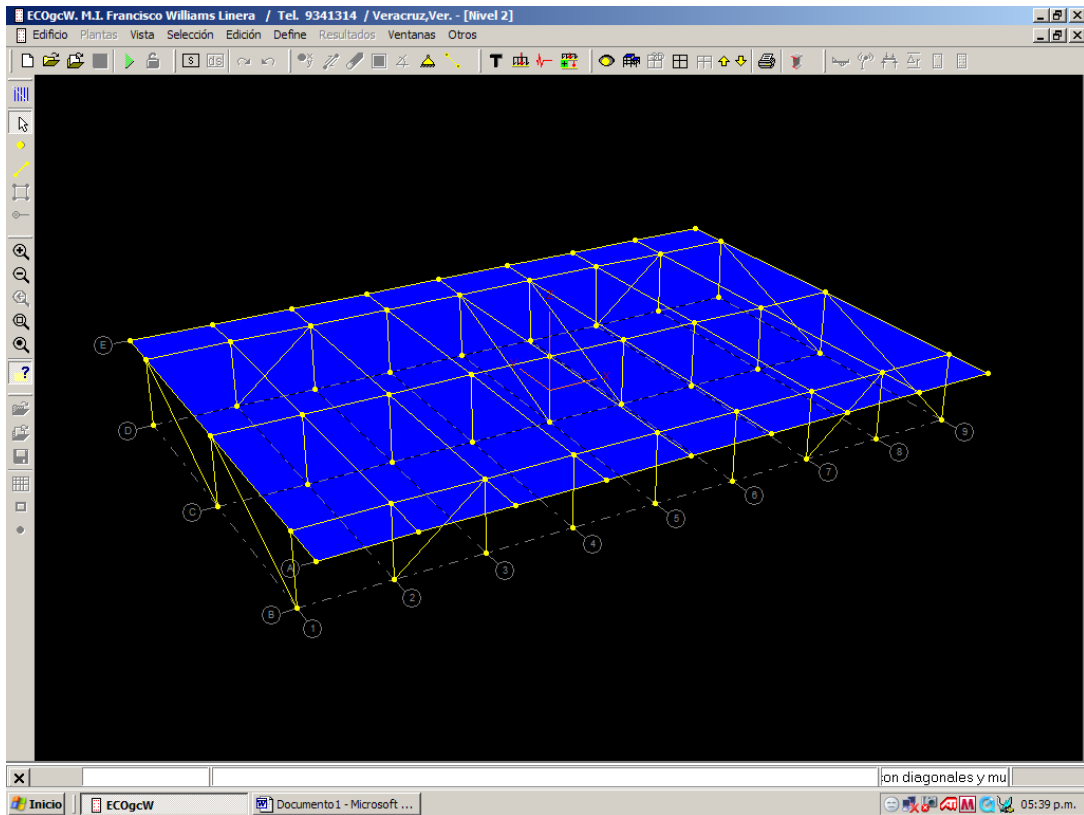 ECOgcW. M.I. Francisco Williams Linera / Tel. 9341314 / Veracruz,Ver. - [Nivel 2]
Edificio Plantas Vista Selección Edición Define Resultados Ventanas Otros
E
D
C
B
A
1
2
3
4
5
6
7
8
9
on diagonales y mu
Inicio
ECOgcW
Documento1 - Microsoft ...
05:39 p.m.